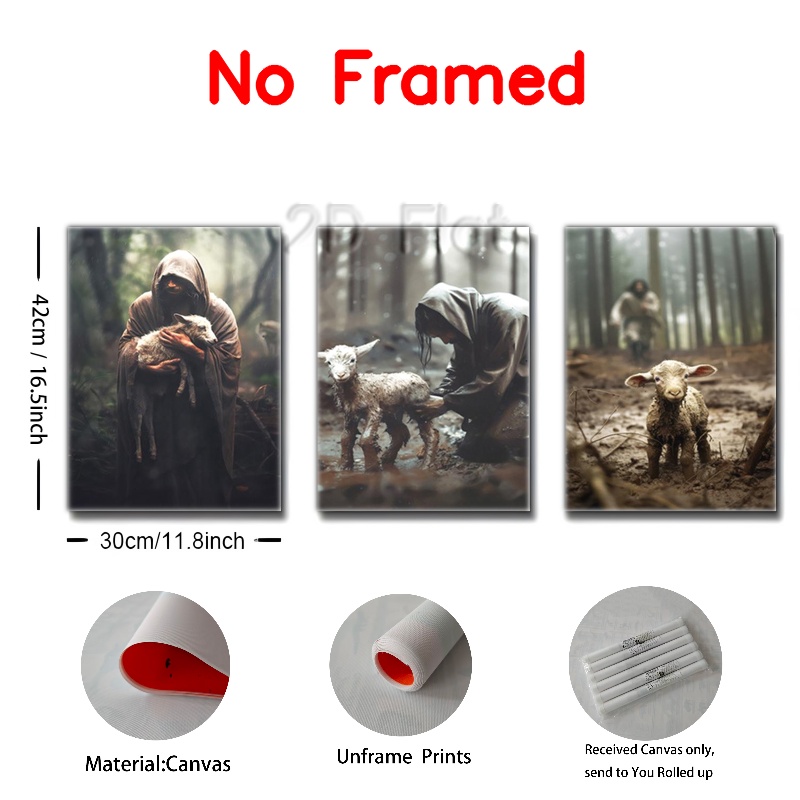 No Framed
2D Flat
42cm / 16.5inch
30cm/11.8inch
Material:Canvas
Unframe Prints
Received Canvas only,
send to You Rolled up